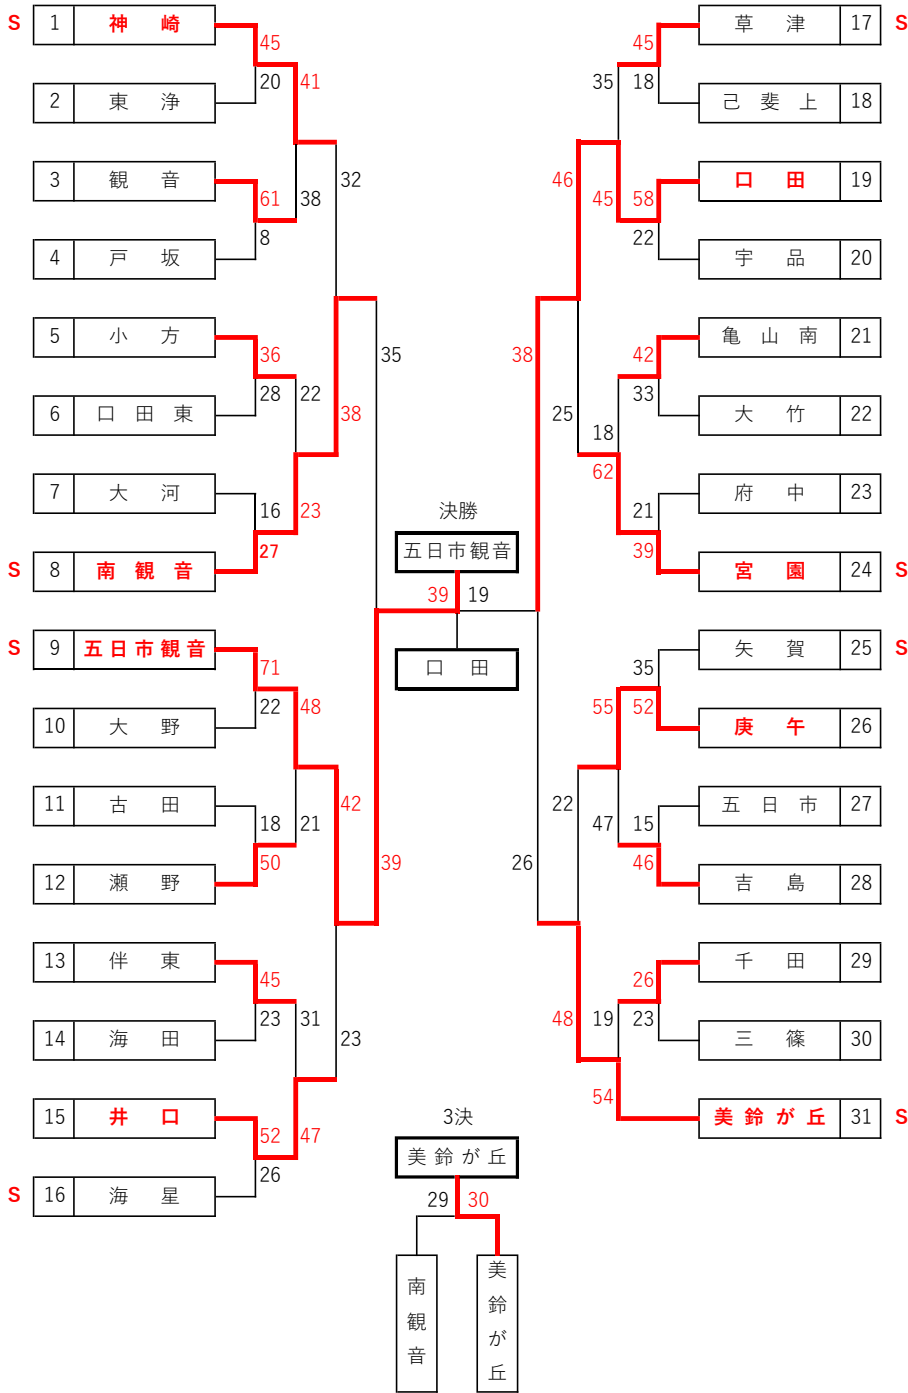 S 1 神崎
45
20 41
2 東浄
3 観音
61 38 32
8
4 戸坂
5 小方
36
28 22 38 35
6 口田東
7 大河
16 23
27
S 8 南観音
S 9 五日市観音
71
22 48
10 大野
11 古田
18 21 42
50 39
12 瀬野
13 伴東
45
23 31 23
14 海田
15 井口
52 47
26
S 16 海星
草津 17 S
45
35 18
己斐上 18
口田 19
46 45 58
22
宇品 20
亀山南 21
38 42
25 18 33
大竹 22
府中 23
62 21
39
宮園 24 S
矢賀 25 S
35
55 52
庚午 26
五日市 27
22 47 15
26 46
吉島 28
千田 29
26
48 19 23
三篠 30
54
美鈴が丘 31 S
決勝
五日市観音
39 19
口田
3決
美鈴が丘
29 30
南観音
美鈴が丘